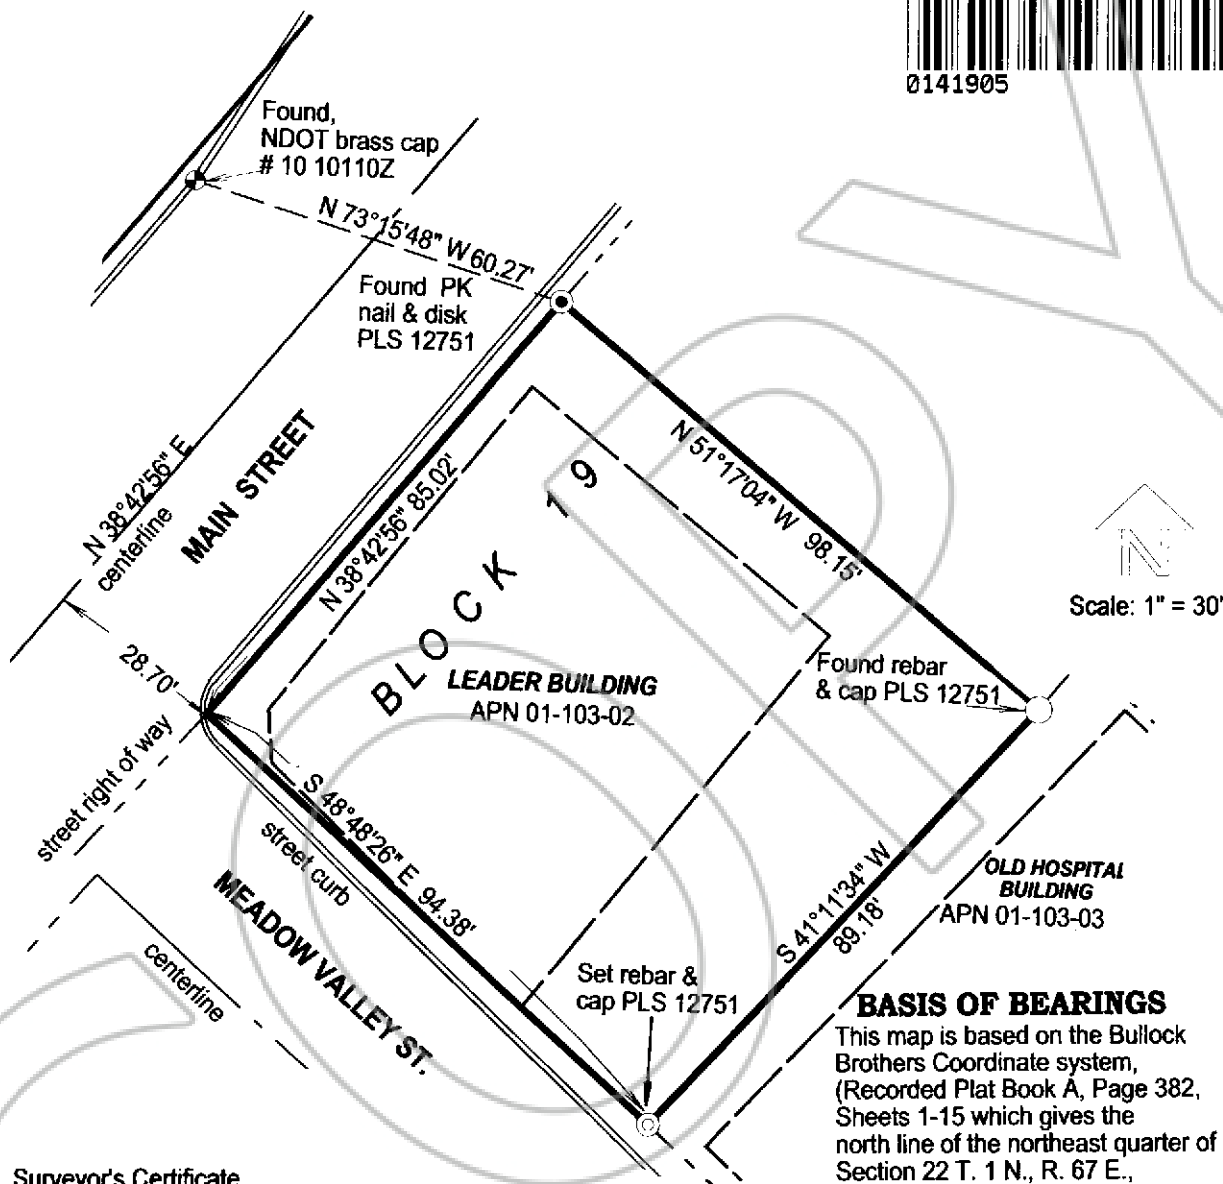 0141905
Found,
NDOT brass cap
# 10 10110Z
N 73°15'48" W 60.27'
Found PK
nail & disk
PLS 12751
N 38°42'56" E
centerline
MAIN STREET
N 38°42'56" 85.02'
N 51°17'04" W 98.15'
BLOCK 19
N
Scale: 1" = 30'
28.70'
LEADER BUILDING
APN 01-103-02
Found rebar
& cap PLS 12751
street right of way
S 48°48'26" E 94.38'
street curb
MEADOW VALLEY ST.
centerline
S 41°11'34" W
89.18'
OLD HOSPITAL
BUILDING
APN 01-103-03
Set rebar &
cap PLS 12751
BASIS OF BEARINGS
This map is based on the Bullock
Brothers Coordinate system,
(Recorded Plat Book A, Page 382,
Sheets 1-15 which gives the
north line of the northeast quarter of
Section 22 T. 1 N., R. 67 E.,
Surveyor's Certificate